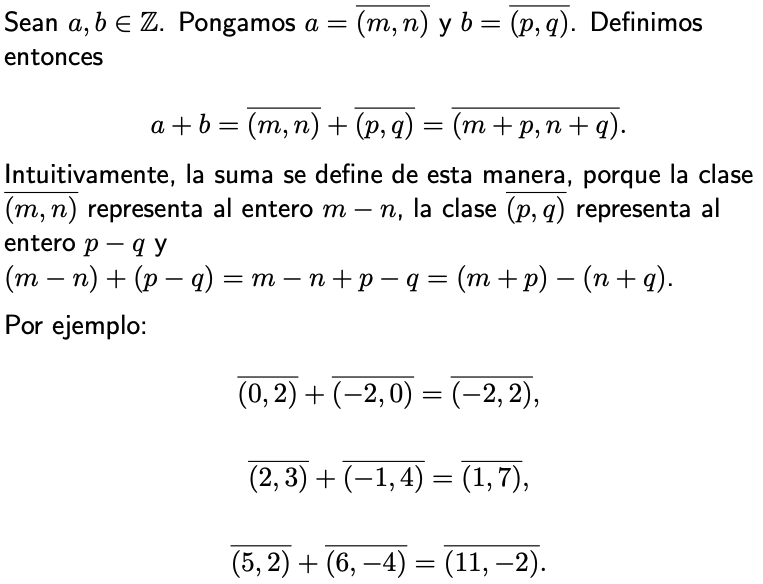 Sean $a, b \in \mathbb{Z}$. Pongamos $a = \overline{(m, n)}$ y $b = \overline{(p, q)}$. Definimos
entonces
$a + b = \overline{(m, n)} + \overline{(p, q)} = \overline{(m + p, n + q)}.$
Intuitivamente, la suma se define de esta manera, porque la clase
$\overline{(m, n)}$ representa al entero $m - n$, la clase $\overline{(p, q)}$ representa al
entero $p - q$ y
$(m - n) + (p - q) = m - n + p - q = (m + p) - (n + q).$
Por ejemplo:
$\overline{(0, 2)} + \overline{(-2, 0)} = \overline{(-2, 2)},$
$\overline{(2, 3)} + \overline{(-1, 4)} = \overline{(1, 7)},$
$\overline{(5, 2)} + \overline{(6, -4)} = \overline{(11, -2)}.$